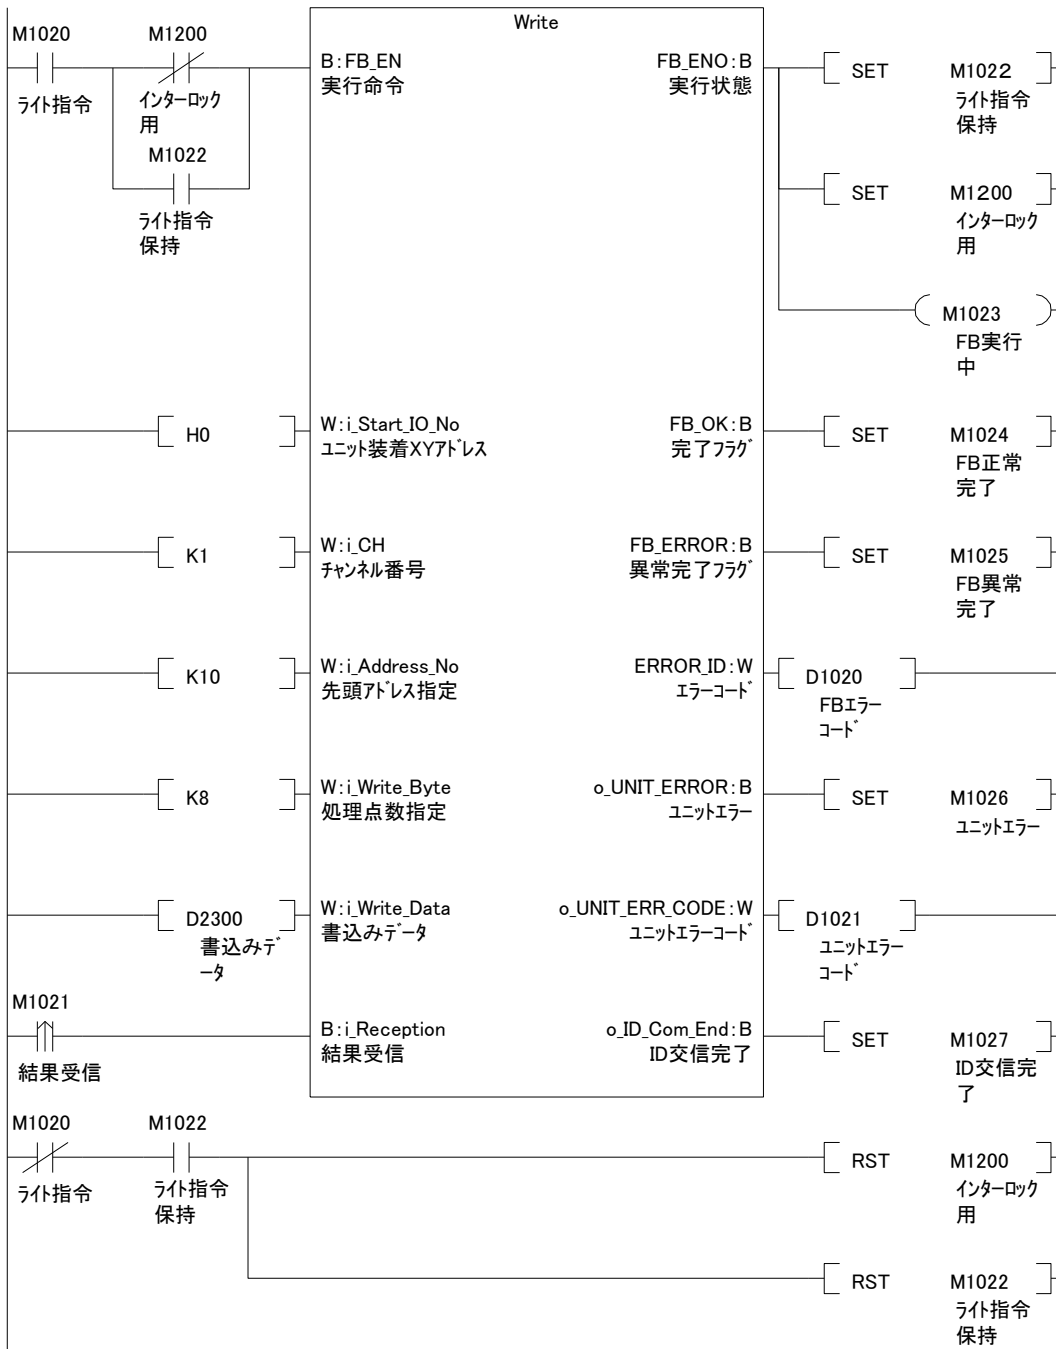 Write
M1020
M1200
B:FB_EN
FB_ENO:B
SET
M1022
実行命令
実行状態
ﾗｲﾄ指令
ｲﾝﾀｰﾛｯｸ
用
ﾗｲﾄ指令
保持
M1022
ﾗｲﾄ指令
保持
SET
M1200
ｲﾝﾀｰﾛｯｸ
用
M1023
FB実行
中
H0
W:i_Start_IO_No
ﾕﾆｯﾄ装着XYｱﾄﾞﾚｽ
FB_OK:B
完了ﾌﾗｸﾞ
SET
M1024
FB正常
完了
K1
W:i_CH
ﾁｬﾝﾈﾙ番号
FB_ERROR:B
異常完了ﾌﾗｸﾞ
SET
M1025
FB異常
完了
K10
W:i_Address_No
先頭ｱﾄﾞﾚｽ指定
ERROR_ID:W
ｴﾗｰｺｰﾄﾞ
D1020
FBｴﾗｰ
ｺｰﾄﾞ
K8
W:i_Write_Byte
処理点数指定
o_UNIT_ERROR:B
ﾕﾆｯﾄｴﾗｰ
SET
M1026
ﾕﾆｯﾄｴﾗｰ
D2300
書込みﾃﾞ
ｰﾀ
W:i_Write_Data
書込みﾃﾞｰﾀ
o_UNIT_ERR_CODE:W
ﾕﾆｯﾄｴﾗｰｺｰﾄﾞ
D1021
ﾕﾆｯﾄｴﾗｰ
ｺｰﾄﾞ
M1021
結果受信
B:i_Reception
結果受信
o_ID_Com_End:B
ID交信完了
SET
M1027
ID交信完
了
M1020
ﾗｲﾄ指令
M1022
ﾗｲﾄ指令
保持
RST
M1200
ｲﾝﾀｰﾛｯｸ
用
RST
M1022
ﾗｲﾄ指令
保持